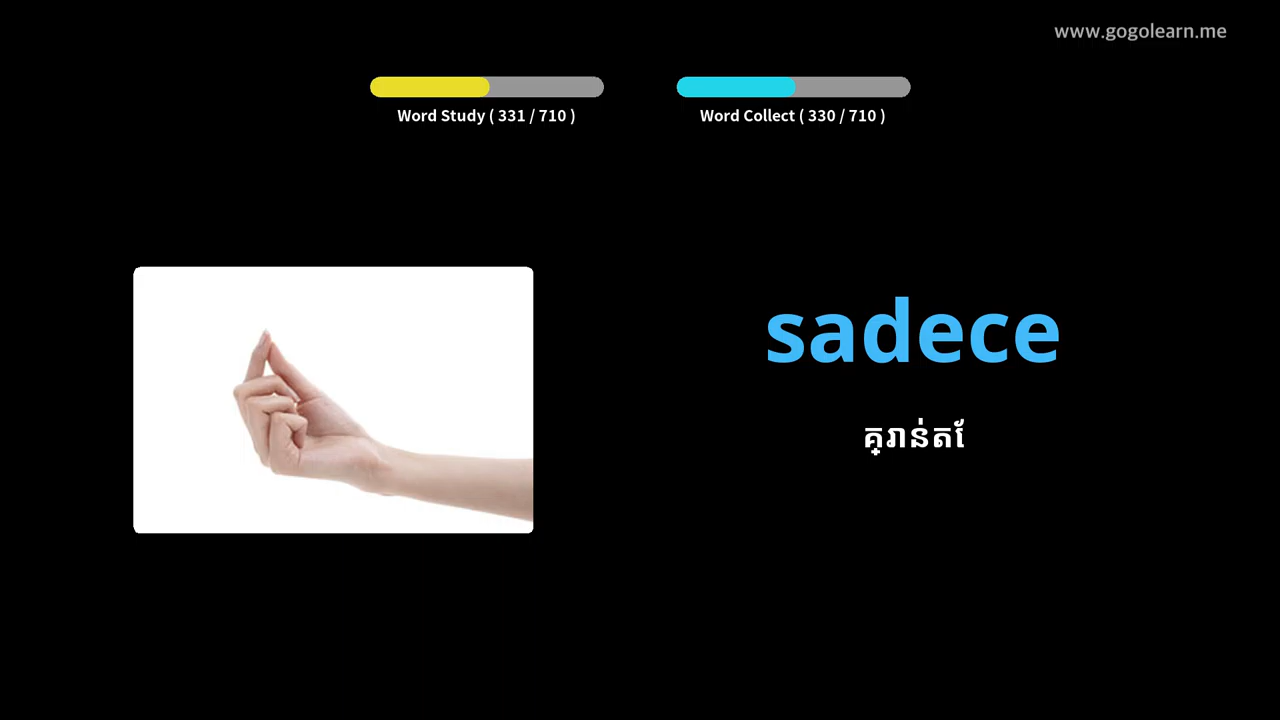 www.gogolearn.me
Word Study ( 331 / 710 )
Word Collect ( 330 / 710 )
sadece
គ្រាន់តែ